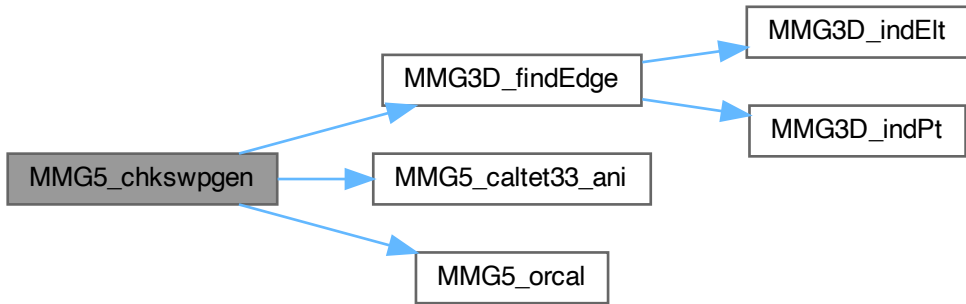 MMG5_chkswpgen
MMG3D_findEdge
MMG5_caltet33_ani
MMG5_orcal
MMG3D_indElt
MMG3D_indPt